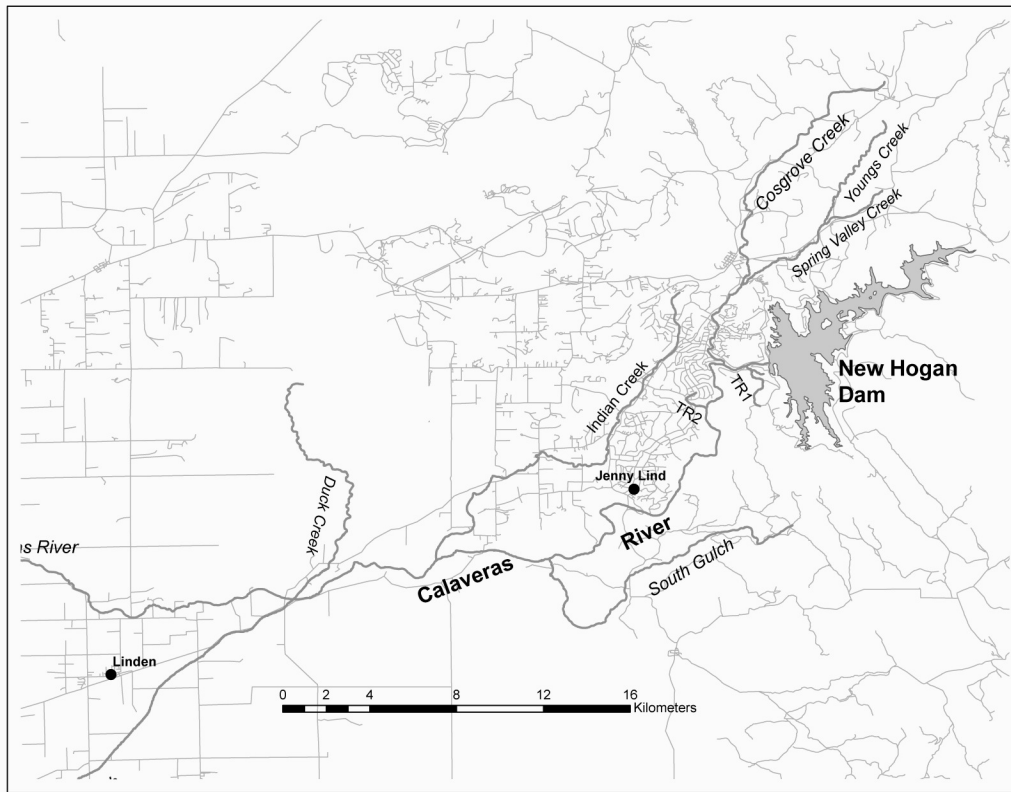 Cosgrove Creek
Youngs Creek
Spring Valley Creek
New Hogan
Dam
TR1
TR2
Indian Creek
Jenny Lind
Duck Creek
River
South Gulch
Calaveras
as River
Linden
0 2 4 8 12 16
Kilometers